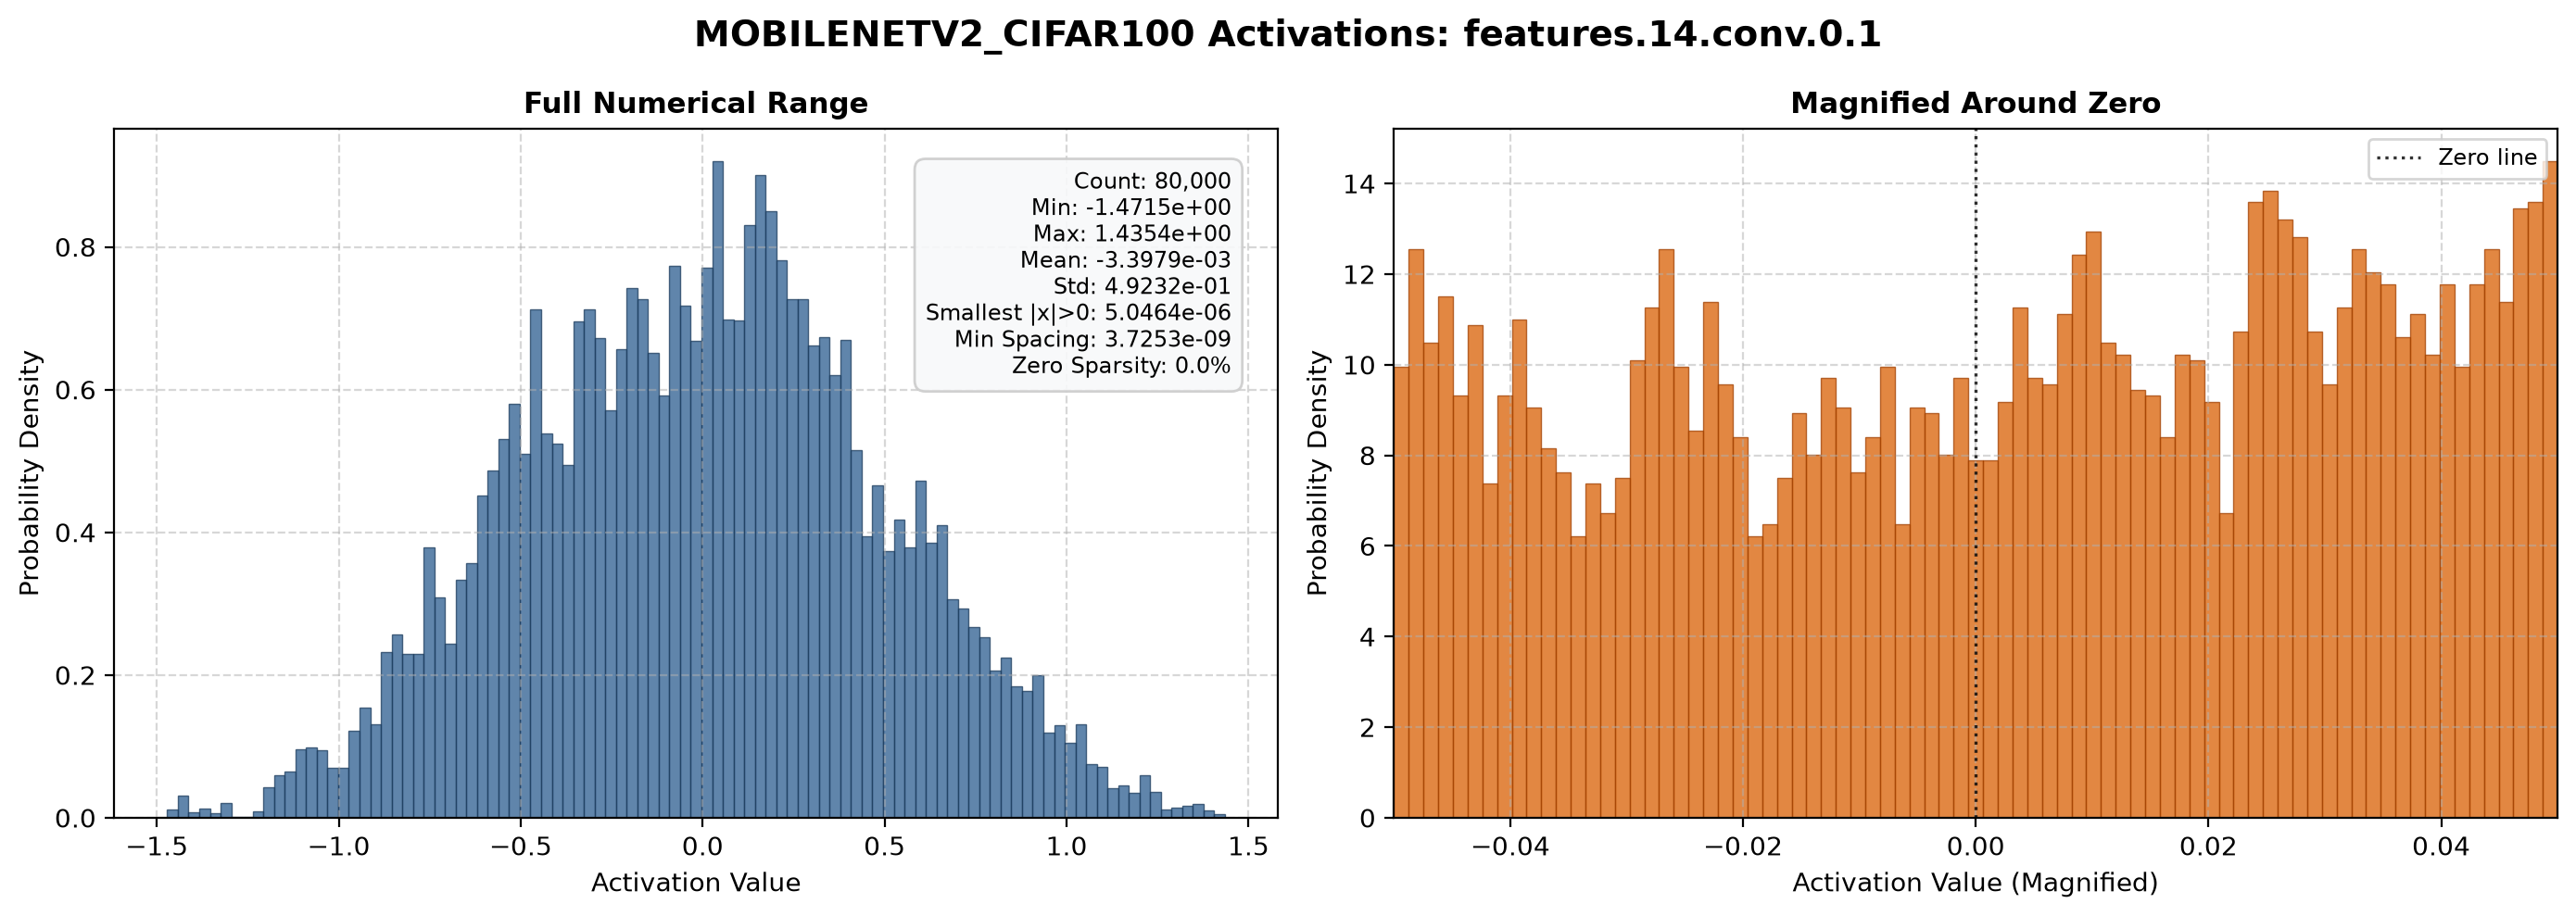 MOBILENETV2_CIFAR100 Activations: features.14.conv.0.1
Full Numerical Range
Probability Density
0.8
0.6
0.4
0.2
0.0
Count: 80,000
Min: -1.4715e+00
Max: 1.4354e+00
Mean: -3.3979e-03
Std: 4.9232e-01
Smallest |x|>0: 5.0464e-06
Min Spacing: 3.7253e-09
Zero Sparsity: 0.0%
−1.5 −1.0 −0.5 0.0 0.5 1.0 1.5
Activation Value
Magnified Around Zero
Probability Density
14
12
10
8
6
4
2
0
Zero line
−0.04 −0.02 0.00 0.02 0.04
Activation Value (Magnified)